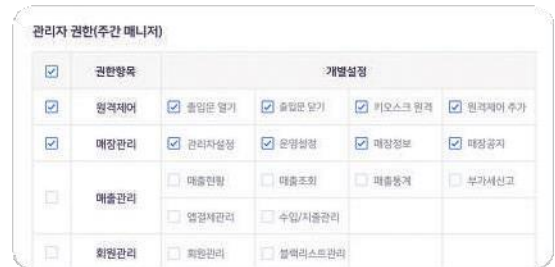 관리자 권한(주간 매니저)
권한항목 개별설정
원격제어 출입문 열기 출입문 닫기 키오스크 원격 원격제어 추가
매장관리 관리자설정 운영설정 매장정보 매장공지
매출현황 매출조회 매출통계 부가세신고
매출관리
앱결제관리 수입/지출관리
회원관리 회원관리 블랙리스트관리